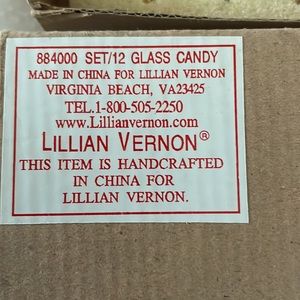 884000 SET/12 GLASS CANDY
MADE IN CHINA FOR LILLIAN VERNON
VIRGINIA BEACH, VA23425
TEL.1-800-505-2250
www.Lillianvernon.com
LILLIAN VERNON®
THIS ITEM IS HANDCRAFTED
IN CHINA FOR
LILLIAN VERNON.